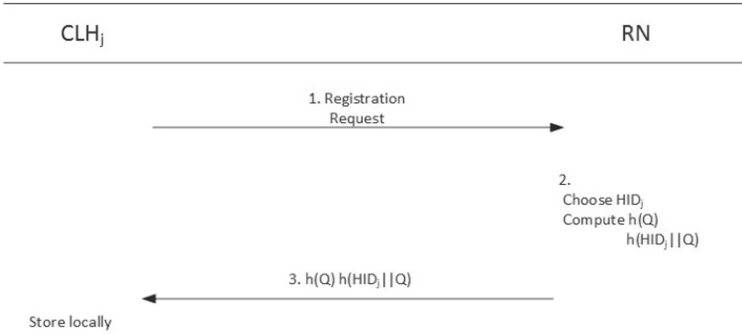 CLHj RN
1. Registration
Request
2.
Choose HIDj
Compute h(Q)
h(HIDj||Q)
3. h(Q) h(HIDj||Q)
Store locally